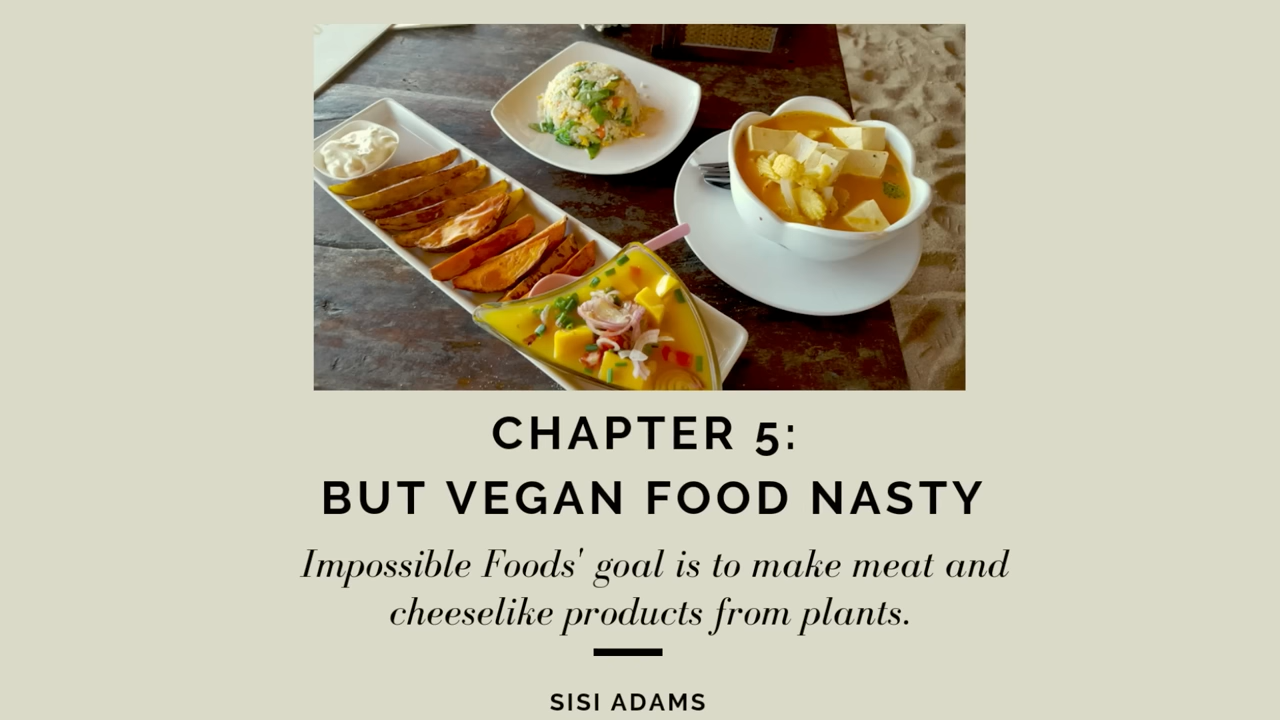 CHAPTER 5:
BUT VEGAN FOOD NASTY
Impossible Foods' goal is to make meat and
cheeselike products from plants.
SISI ADAMS